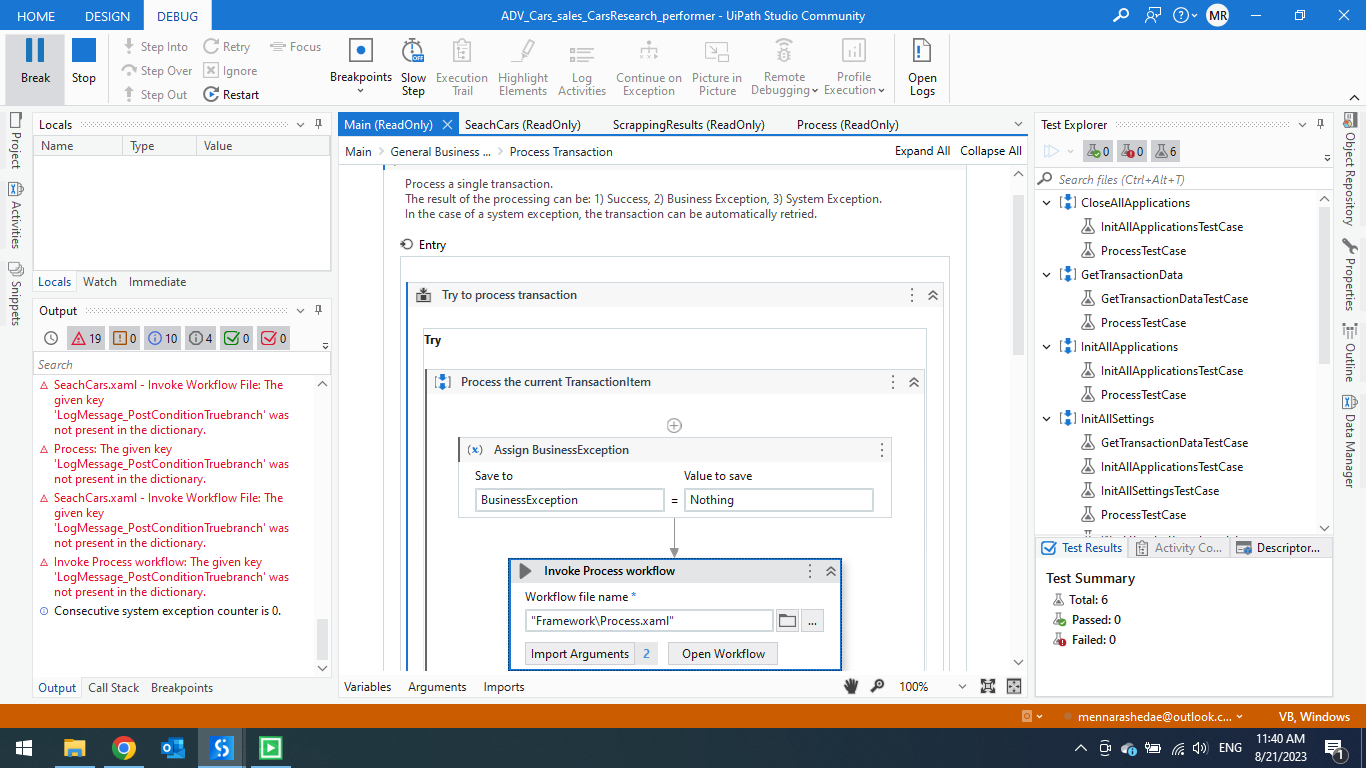 HOME DESIGN DEBUG ADV_Cars_sales_CarsResearch_performer - UiPath Studio Community MR
Break
Stop
Step Into
Step Over
Step Out
Retry
Ignore
Restart
Focus
Breakpoints
Slow Step
OFF
Execution Trail
Highlight Elements
Log Activities
Continue on Exception
Picture in Picture
Remote Debugging
Profile Execution
Open Logs
Project
Activities
Snippets
Locals
Name Type Value
Locals Watch Immediate
Output
19 0 10 4 0 0
Search
SeachCars.xaml - Invoke Workflow File: The
given key
'LogMessage_PostConditionTruebranch' was
not present in the dictionary.
Process: The given key
'LogMessage_PostConditionTruebranch' was
not present in the dictionary.
SeachCars.xaml - Invoke Workflow File: The
given key
'LogMessage_PostConditionTruebranch' was
not present in the dictionary.
Invoke Process workflow: The given key
'LogMessage_PostConditionTruebranch' was
not present in the dictionary.
Consecutive system exception counter is 0.
Output Call Stack Breakpoints
Main (ReadOnly) SeachCars (ReadOnly) ScrappingResults (ReadOnly) Process (ReadOnly)
Main > General Business ... > Process Transaction Expand All Collapse All
Process a single transaction.
The result of the processing can be: 1) Success, 2) Business Exception, 3) System Exception.
In the case of a system exception, the transaction can be automatically retried.
Entry
Try to process transaction
Try
Process the current TransactionItem
(x) Assign BusinessException
Save to Value to save
BusinessException = Nothing
Invoke Process workflow
Workflow file name *
"Framework\Process.xaml" ...
Import Arguments 2 Open Workflow
Variables Arguments Imports 100%
Test Explorer
0 0 6
Search files (Ctrl+Alt+T)
CloseAllApplications
InitAllApplicationsTestCase
ProcessTestCase
GetTransactionData
GetTransactionDataTestCase
ProcessTestCase
InitAllApplications
InitAllApplicationsTestCase
ProcessTestCase
InitAllSettings
GetTransactionDataTestCase
InitAllApplicationsTestCase
InitAllSettingsTestCase
ProcessTestCase
Test Results Activity Co... Descriptor...
Test Summary
Total: 6
Passed: 0
Failed: 0
Object Repository
Properties
Outline
Data Manager
mennarashedae@outlook.c... VB, Windows
ENG
11:40 AM
8/21/2023
1